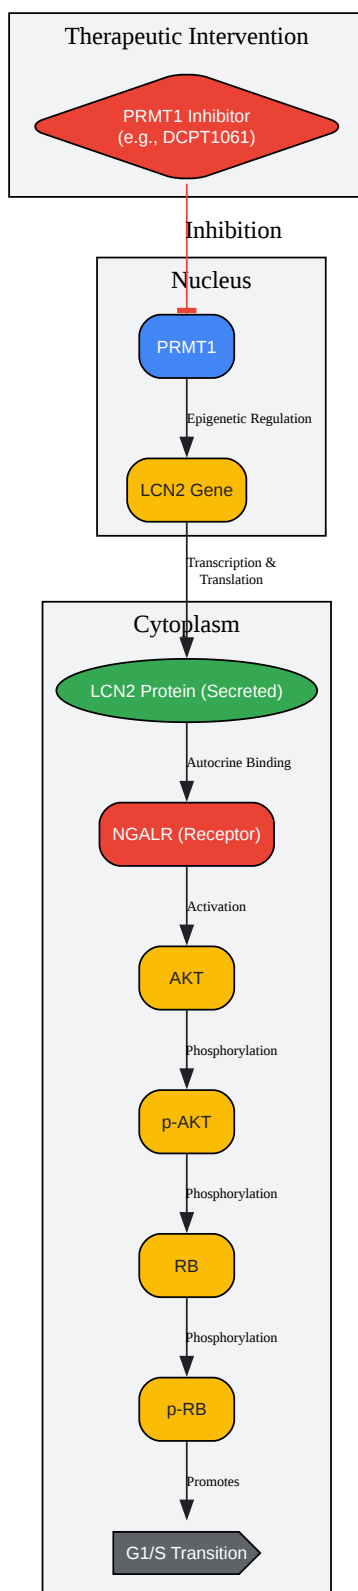 Therapeutic Intervention
PRMT1 Inhibitor
(e.g., DCPT1061)
Inhibition
Nucleus
PRMT1
Epigenetic Regulation
LCN2 Gene
Transcription &
Translation
Cytoplasm
LCN2 Protein (Secreted)
Autocrine Binding
NGALR (Receptor)
Activation
AKT
Phosphorylation
p-AKT
Phosphorylation
RB
Phosphorylation
p-RB
Promotes
G1/S Transition